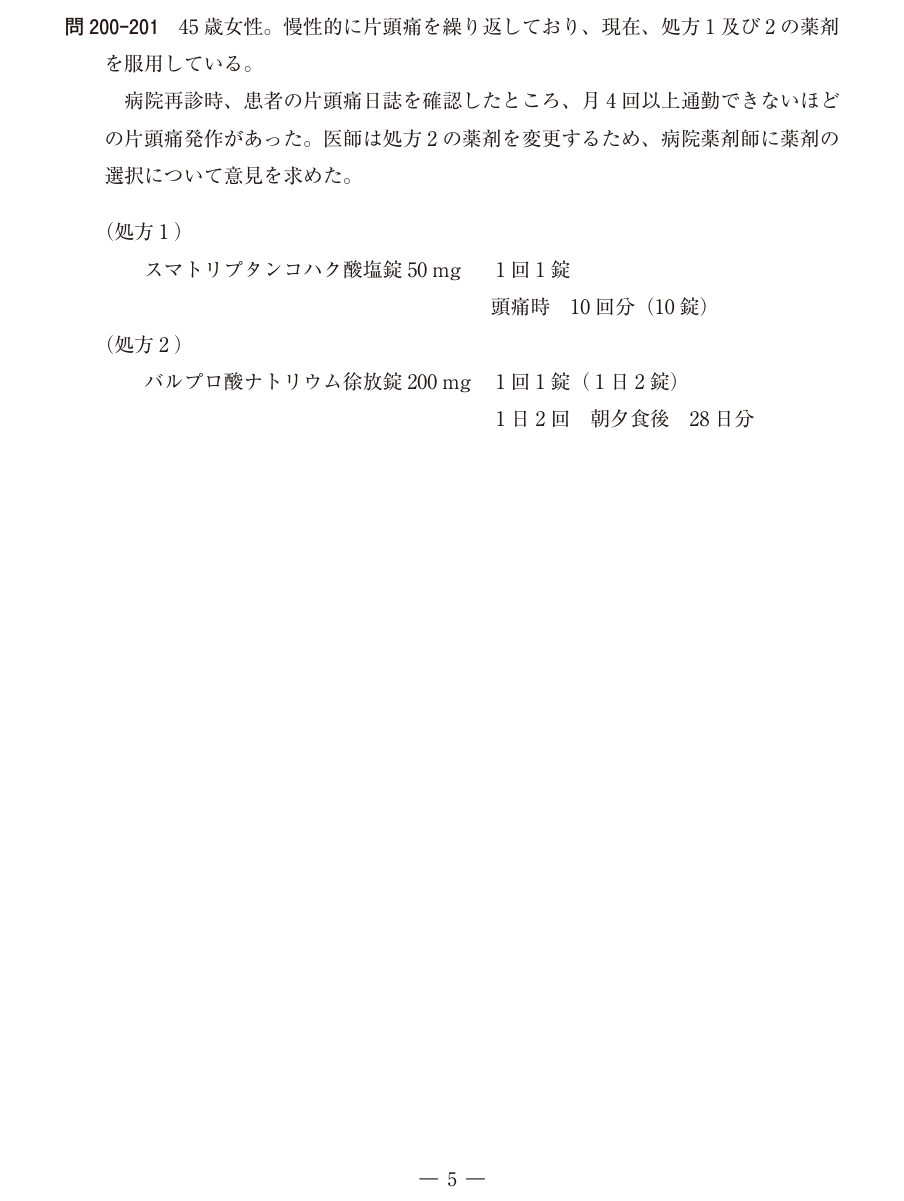 問 200-201　45 歳女性。慢性的に片頭痛を繰り返しており、現在、処方１及び２の薬剤
を服用している。
病院再診時、患者の片頭痛日誌を確認したところ、月４回以上通勤できないほど
の片頭痛発作があった。医師は処方２の薬剤を変更するため、病院薬剤師に薬剤の
選択について意見を求めた。
（処方１）
スマトリプタンコハク酸塩錠 50 mg　１回１錠
頭痛時　10 回分（10 錠）
（処方２）
バルプロ酸ナトリウム徐放錠 200 mg　１回１錠（１日２錠）
１日２回　朝夕食後　28 日分
― 5 ―